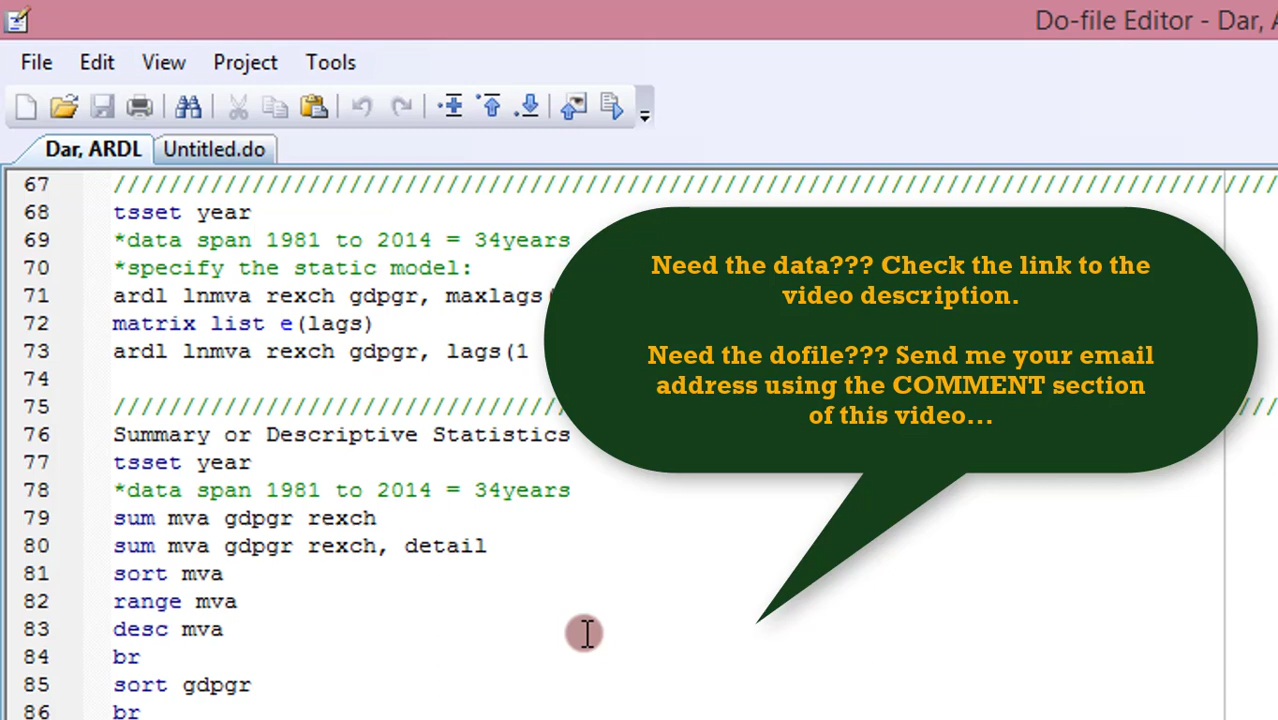 Do-file Editor - Dar, A
File Edit View Project Tools
Dar, ARDL Untitled.do
67 ////////////////////////////////////////////////////////////////////////////////////
68 tsset year
69 *data span 1981 to 2014 = 34years
70 *specify the static model:
71 ardl lnmva rexch gdpgr, maxlags(
72 matrix list e(lags)
73 ardl lnmva rexch gdpgr, lags(1
74
75 /////////////////////////////////
76 Summary or Descriptive Statistics
77 tsset year
78 *data span 1981 to 2014 = 34years
79 sum mva gdpgr rexch
80 sum mva gdpgr rexch, detail
81 sort mva
82 range mva
83 desc mva
84 br
85 sort gdpgr
86 br
Need the data??? Check the link to the
video description.
Need the dofile??? Send me your email
address using the COMMENT section
of this video...